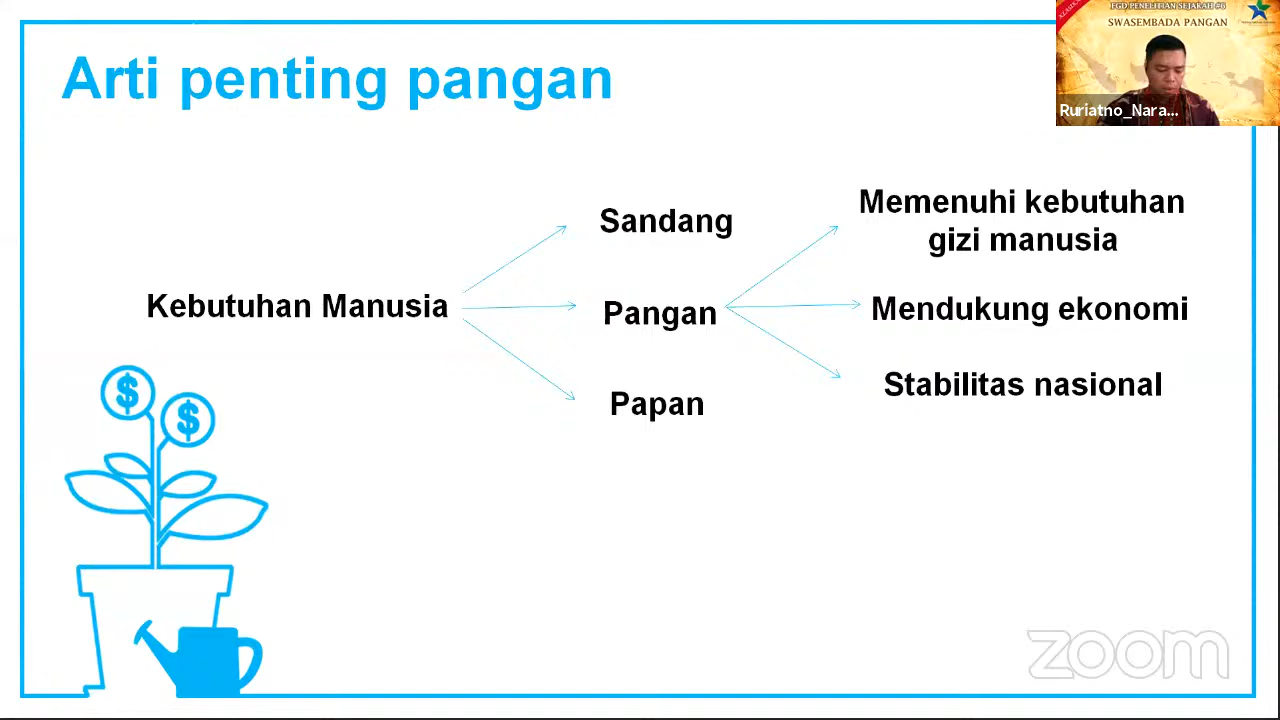 Arti penting pangan
FGD PENELITIAN SEJARAH #6
SWASEMBADA PANGAN
Ruriatno_Nara...
Kebutuhan Manusia
Sandang
Pangan
Papan
Memenuhi kebutuhan
gizi manusia
Mendukung ekonomi
Stabilitas nasional
$
$
zoom